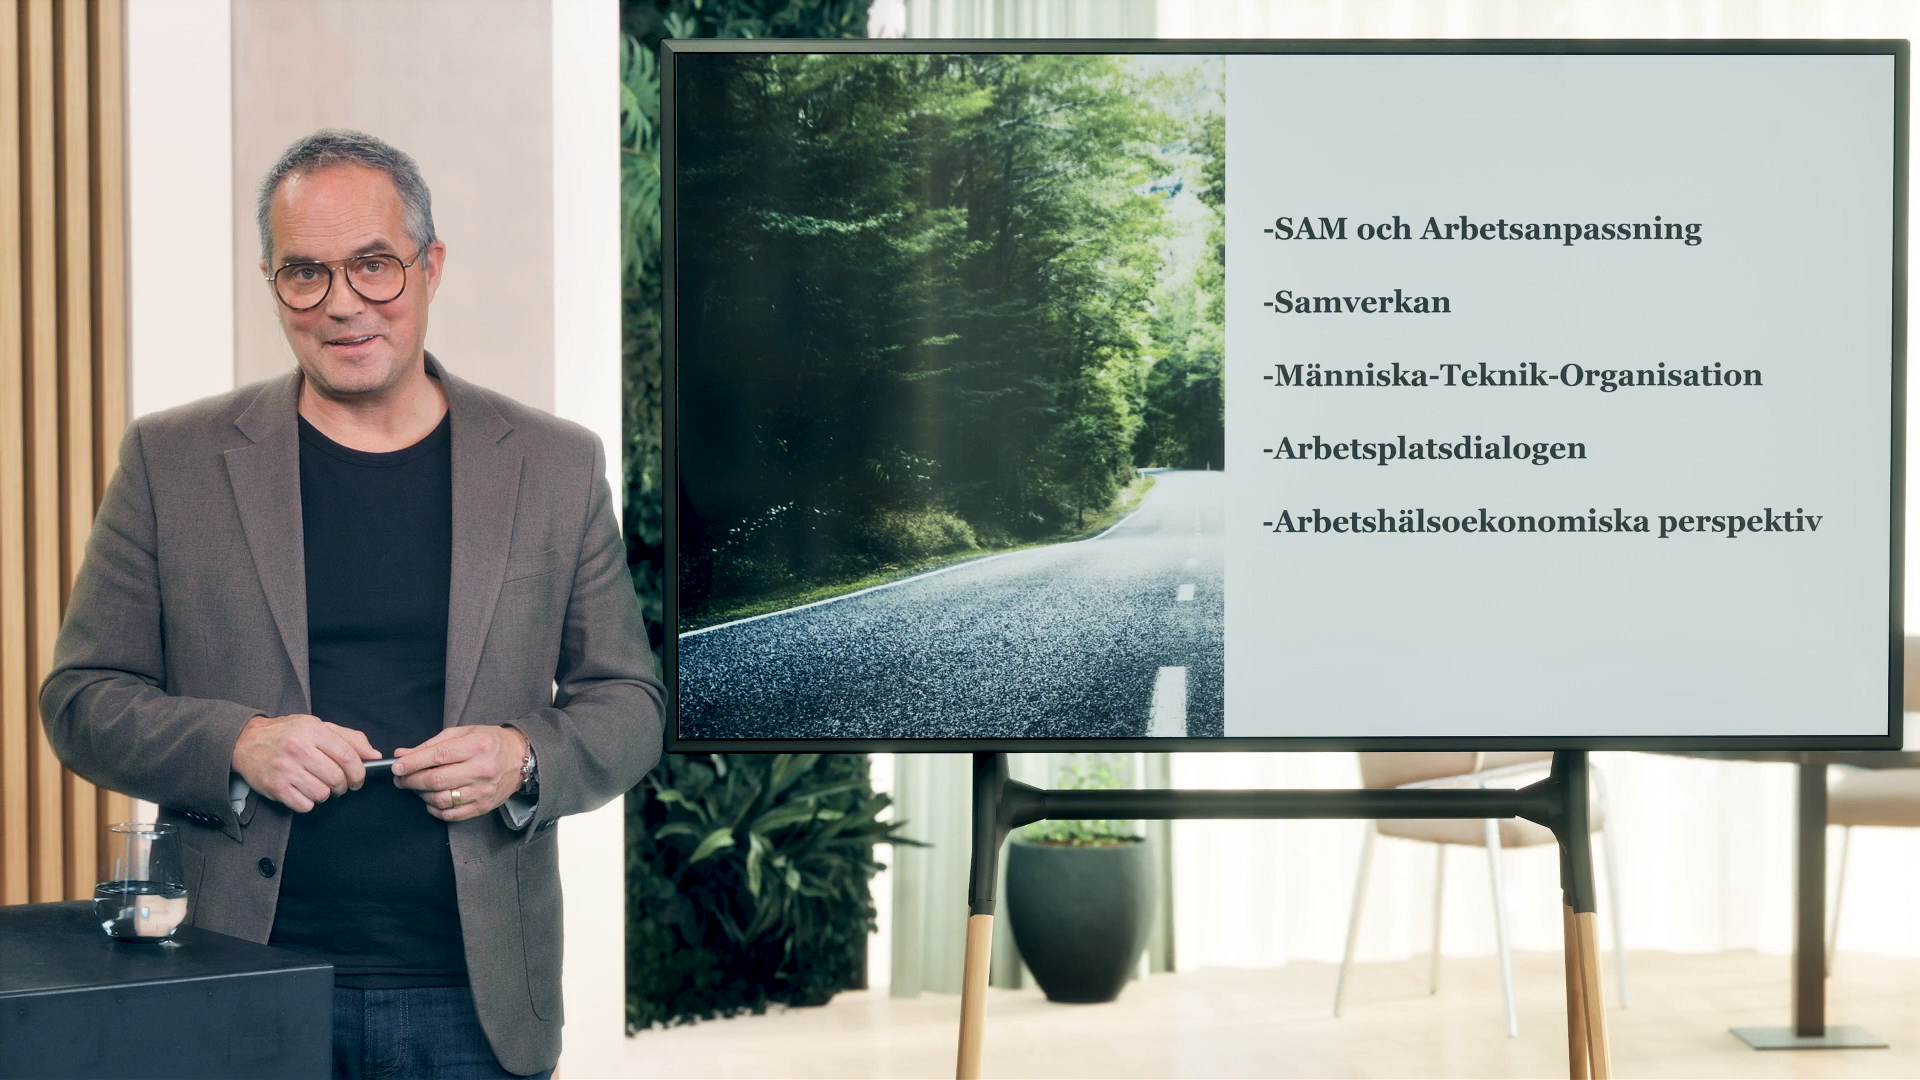 -SAM och Arbetsanpassning
-Samverkan
-Människa-Teknik-Organisation
-Arbetsplatsdialogen
-Arbetshälsoekonomiska perspektiv